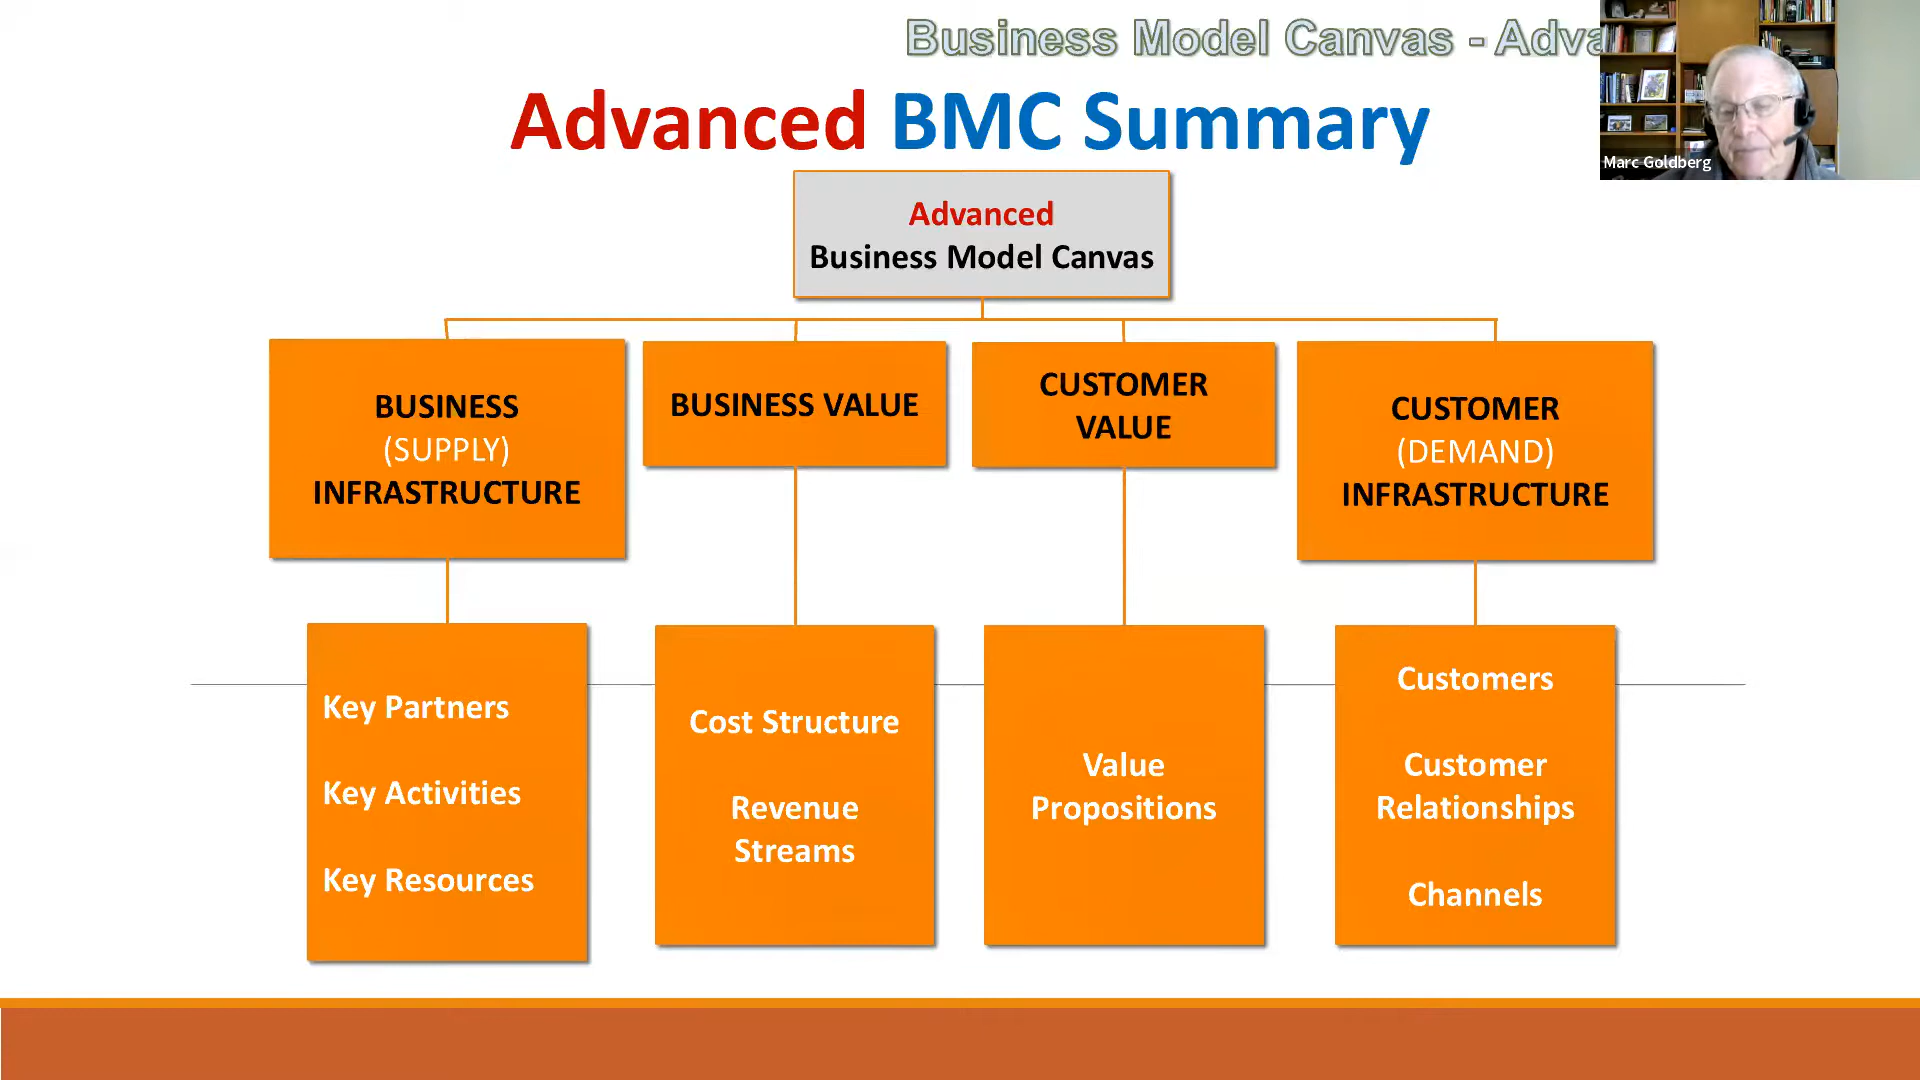 Business Model Canvas - Adva
Advanced BMC Summary
Marc Goldberg
Advanced
Business Model Canvas
BUSINESS
(SUPPLY)
INFRASTRUCTURE
BUSINESS VALUE
CUSTOMER
VALUE
CUSTOMER
(DEMAND)
INFRASTRUCTURE
Key Partners
Key Activities
Key Resources
Cost Structure
Revenue
Streams
Value
Propositions
Customers
Customer
Relationships
Channels